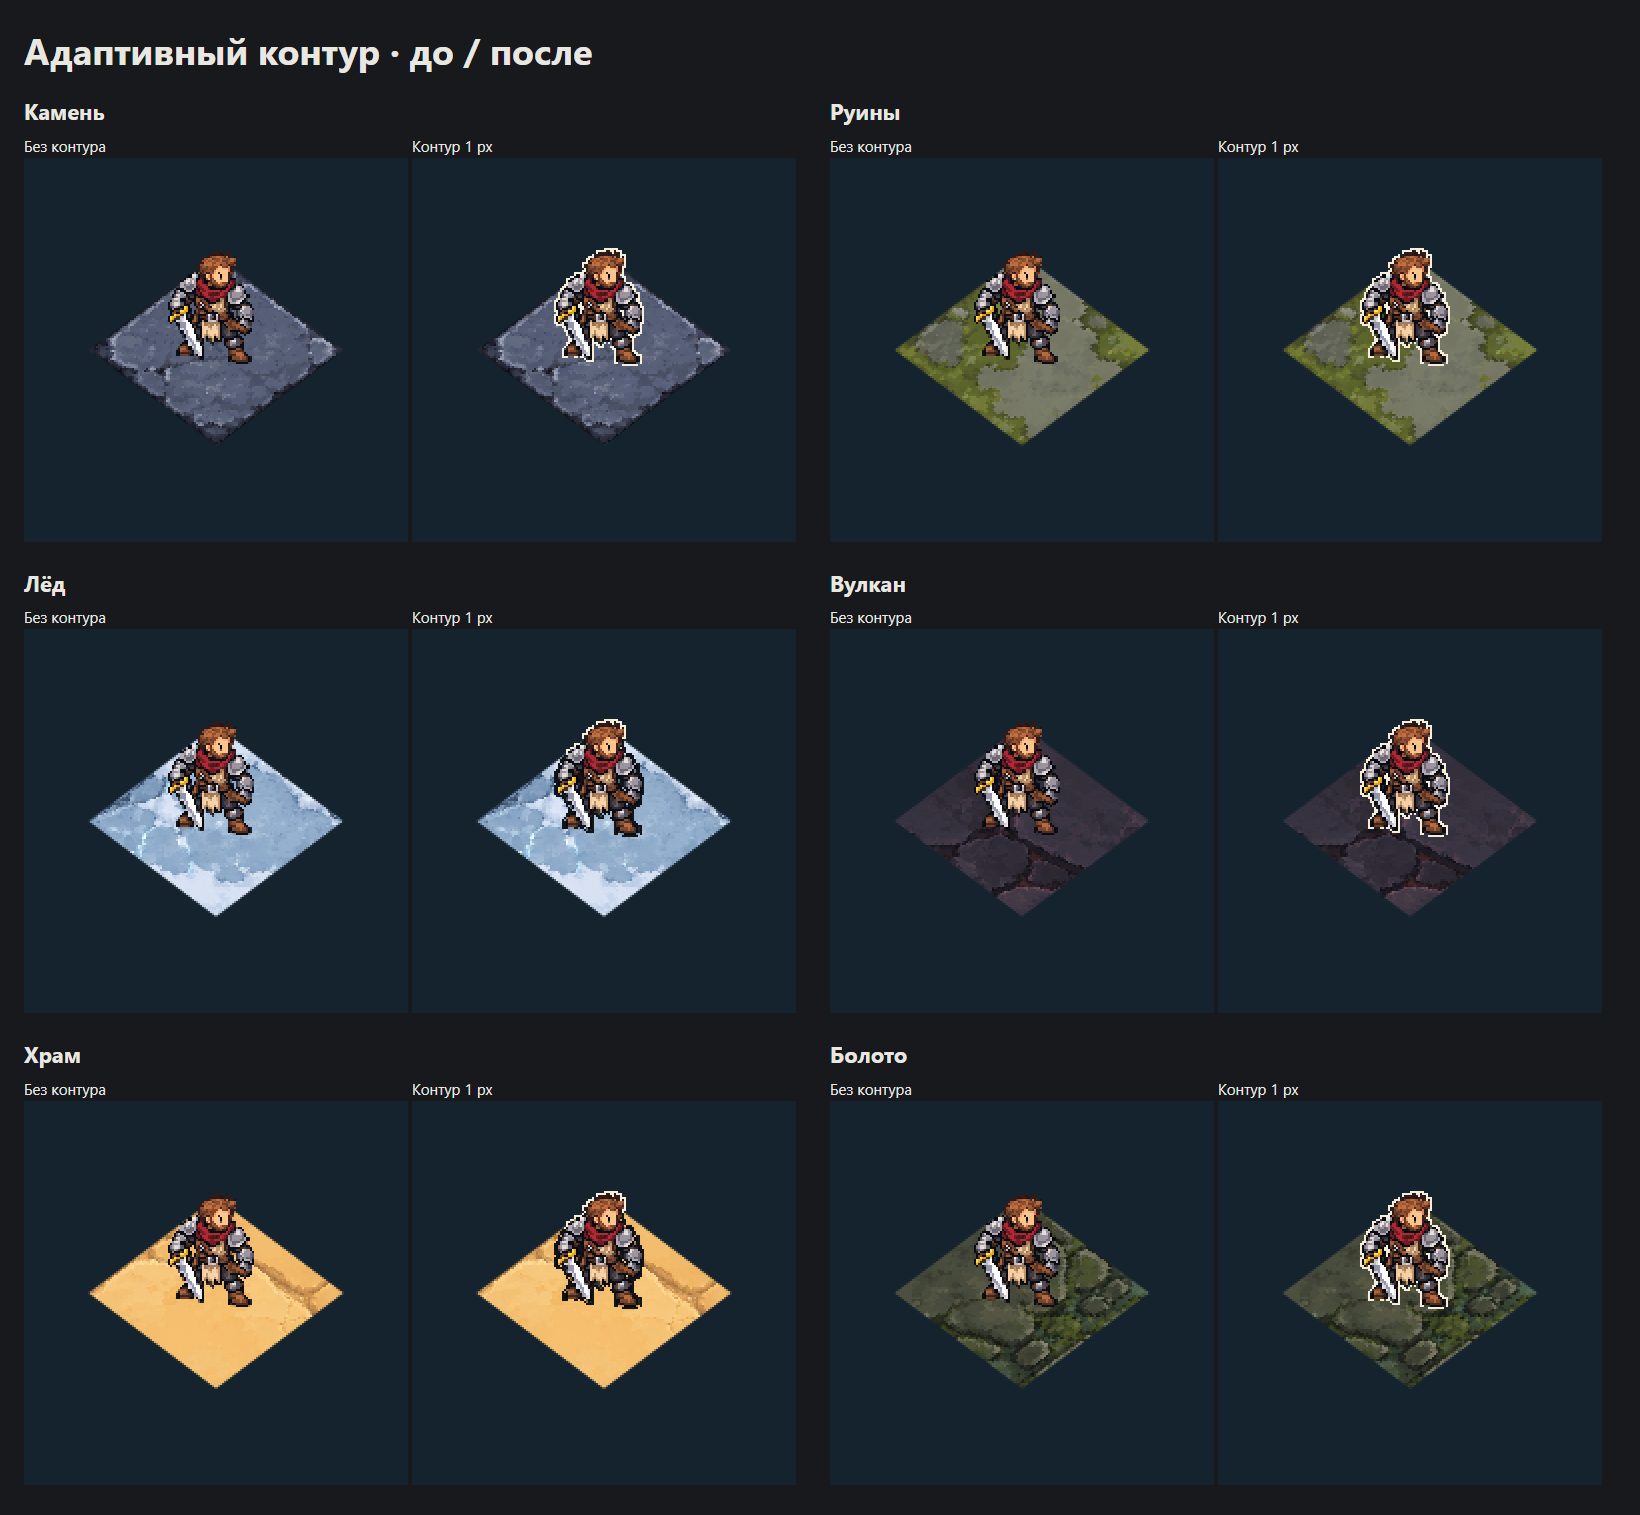 Адаптивный контур · до / после
Камень
Без контура
Контур 1 px
Руины
Без контура
Контур 1 px
Лёд
Без контура
Контур 1 px
Вулкан
Без контура
Контур 1 px
Храм
Без контура
Контур 1 px
Болото
Без контура
Контур 1 px